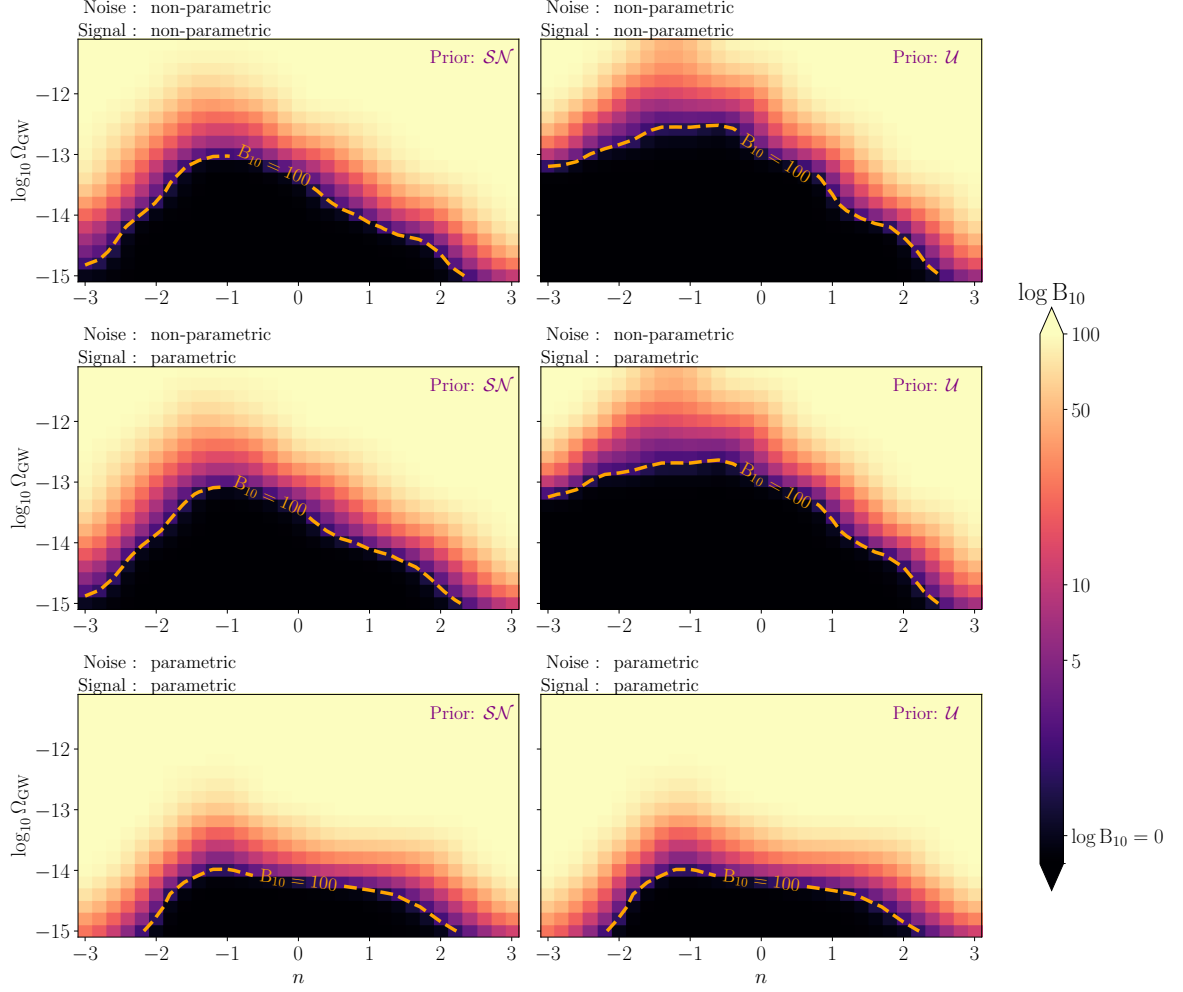 Noise : non-parametric
Signal : non-parametric
Noise : non-parametric
Signal : non-parametric
Prior: 𝒮𝒩
Prior: 𝒰
log₁₀ Ω_GW
−12
−13
−14
−15
B₁₀ = 100
B₁₀ = 100
−3 −2 −1 0 1 2 3
−3 −2 −1 0 1 2 3
Noise : non-parametric
Signal : parametric
Noise : non-parametric
Signal : parametric
Prior: 𝒮𝒩
Prior: 𝒰
log₁₀ Ω_GW
−12
−13
−14
−15
B₁₀ = 100
B₁₀ = 100
−3 −2 −1 0 1 2 3
−3 −2 −1 0 1 2 3
Noise : parametric
Signal : parametric
Noise : parametric
Signal : parametric
Prior: 𝒮𝒩
Prior: 𝒰
log₁₀ Ω_GW
−12
−13
−14
−15
B₁₀ = 100
B₁₀ = 100
−3 −2 −1 0 1 2 3
−3 −2 −1 0 1 2 3
n
n
log B₁₀
100
50
10
5
log B₁₀ = 0